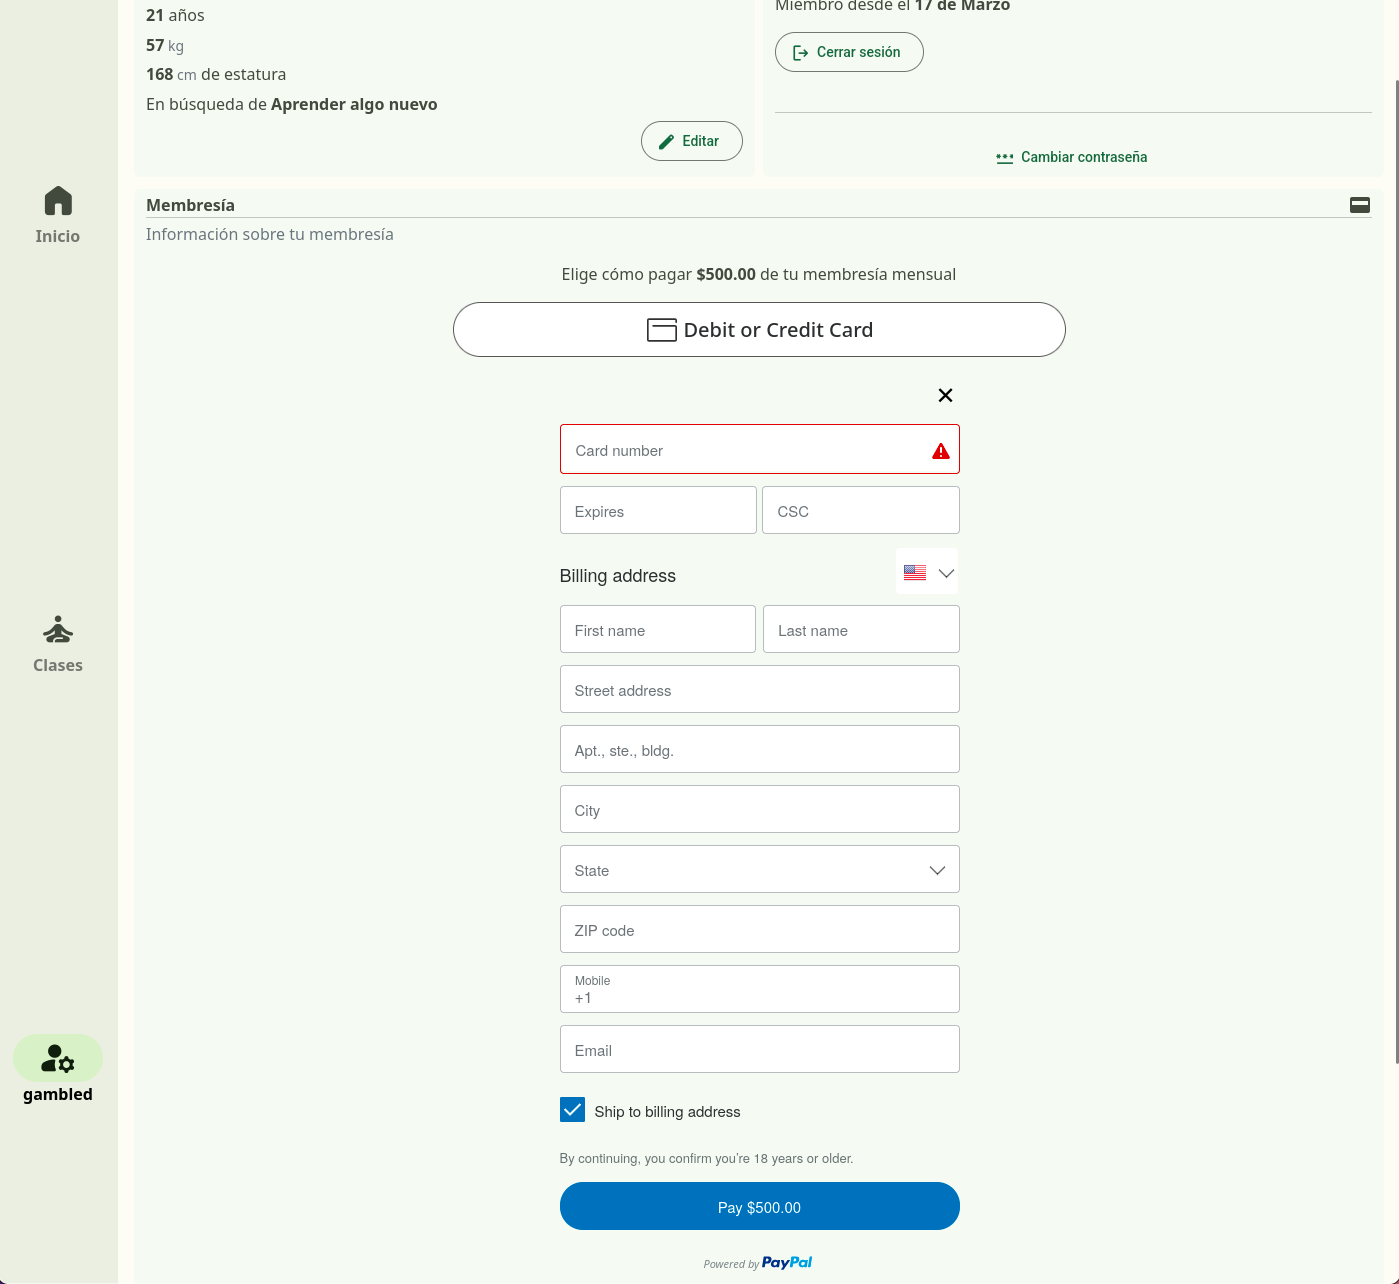 21 años
57 kg
168 cm de estatura
En búsqueda de Aprender algo nuevo
Editar
Miembro desde el 17 de Marzo
Cerrar sesión
Cambiar contraseña
Inicio
Clases
gambled
Membresía
Información sobre tu membresía
Elige cómo pagar $500.00 de tu membresía mensual
Debit or Credit Card
Card number
Expires CSC
Billing address
First name Last name
Street address
Apt., ste., bldg.
City
State
ZIP code
Mobile
+1
Email
Ship to billing address
By continuing, you confirm you’re 18 years or older.
Pay $500.00
Powered by PayPal